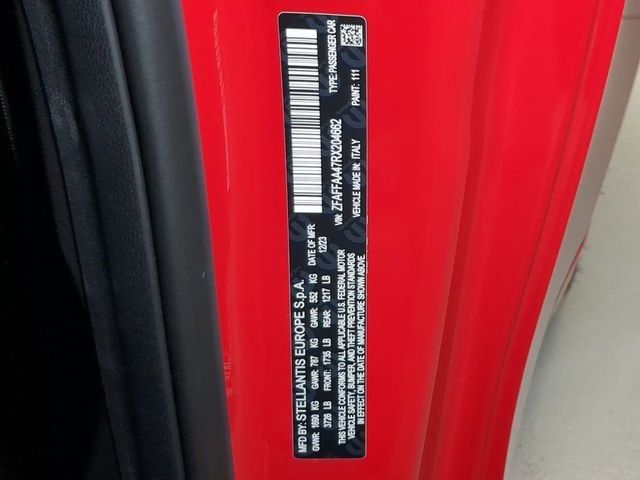 MFD BY: STELLANTIS EUROPE S.p.A.
DATE OF MFR: 12/23
GVWR: 1690 KG GAWR: 787 KG GAWR: 552 KG
3726 LB FRONT: 1735 LB REAR: 1217 LB
THIS VEHICLE CONFORMS TO ALL APPLICABLE U.S. FEDERAL MOTOR
VEHICLE SAFETY, BUMPER, AND THEFT PREVENTION STANDARDS
IN EFFECT ON THE DATE OF MANUFACTURE SHOWN ABOVE.
VIN: ZFAFFAA47RX204662
TYPE: PASSENGER CAR
VEHICLE MADE IN: ITALY
PAINT: 111